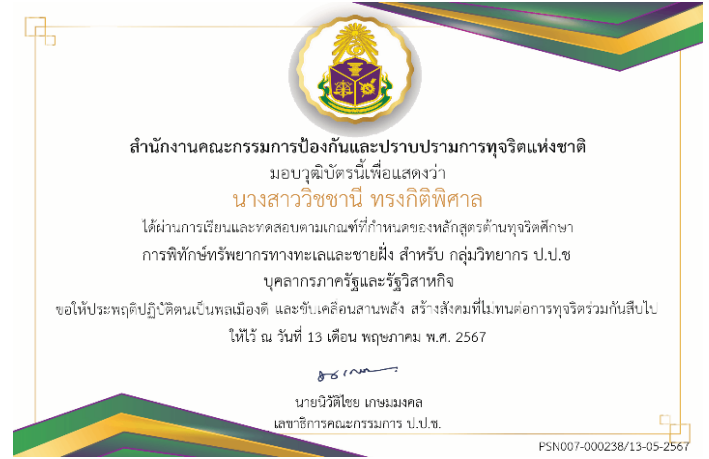 สำนักงานคณะกรรมการป้องกันและปราบปรามการทุจริตแห่งชาติ
มอบวุฒิบัตรนี้เพื่อแสดงว่า
นางสาววิชชานี ทรงกิติพิศาล
ได้ผ่านการเรียนและทดสอบตามเกณฑ์ที่กำหนดของหลักสูตรต้านทุจริตศึกษา
การพิทักษ์ทรัพยากรทางทะเลและชายฝั่ง สำหรับ กลุ่มวิทยากร ป.ป.ช
บุคลากรภาครัฐและรัฐวิสาหกิจ
ขอให้ประพฤติปฏิบัติตนเป็นพลเมืองดี และขับเคลื่อนสานพลัง สร้างสังคมที่ไม่ทนต่อการทุจริตร่วมกันสืบไป
ให้ไว้ ณ วันที่ 13 เดือน พฤษภาคม พ.ศ. 2567
นายนิวัติไชย เกษมมงคล
เลขาธิการคณะกรรมการ ป.ป.ช.
PSN007-000238/13-05-2567